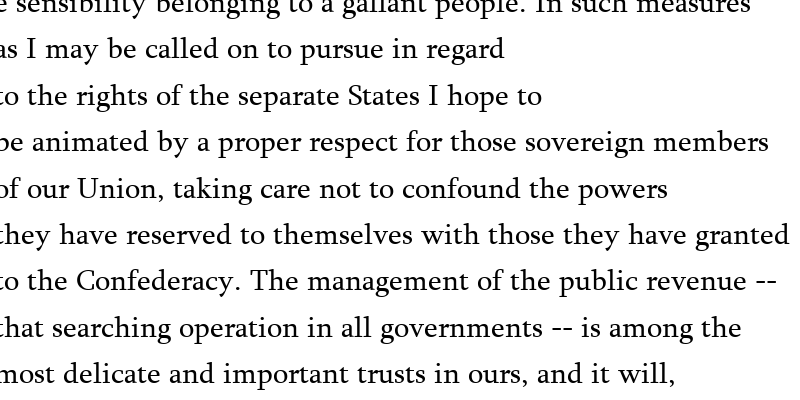 e sensibility belonging to a gallant people. In such measures
as I may be called on to pursue in regard
to the rights of the separate States I hope to
be animated by a proper respect for those sovereign members
of our Union, taking care not to confound the powers
they have reserved to themselves with those they have granted
to the Confederacy. The management of the public revenue --
that searching operation in all governments -- is among the
most delicate and important trusts in ours, and it will,